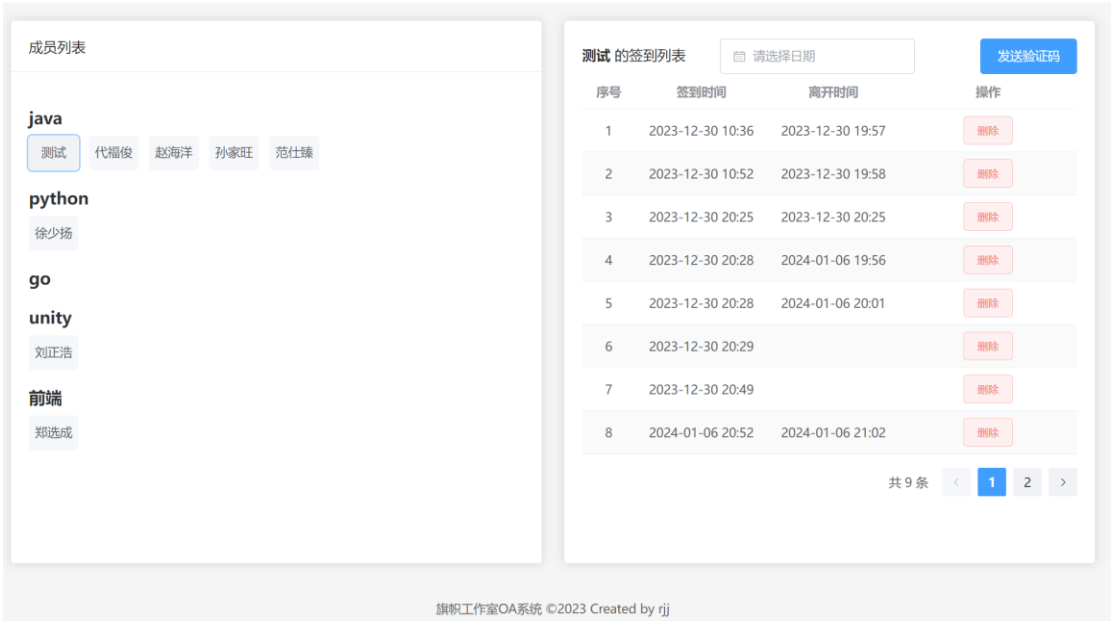 成员列表
java
测试 代福俊 赵海洋 孙家旺 范仕臻
python
徐少扬
go
unity
刘正浩
前端
郑选成
测试 的签到列表 请选择日期 发送验证码
序号 签到时间 离开时间 操作
1 2023-12-30 10:36 2023-12-30 19:57 删除
2 2023-12-30 10:52 2023-12-30 19:58 删除
3 2023-12-30 20:25 2023-12-30 20:25 删除
4 2023-12-30 20:28 2024-01-06 19:56 删除
5 2023-12-30 20:28 2024-01-06 20:01 删除
6 2023-12-30 20:29 删除
7 2023-12-30 20:49 删除
8 2024-01-06 20:52 2024-01-06 21:02 删除
共 9 条 < 1 2 >
旗帜工作室OA系统 ©2023 Created by rjj